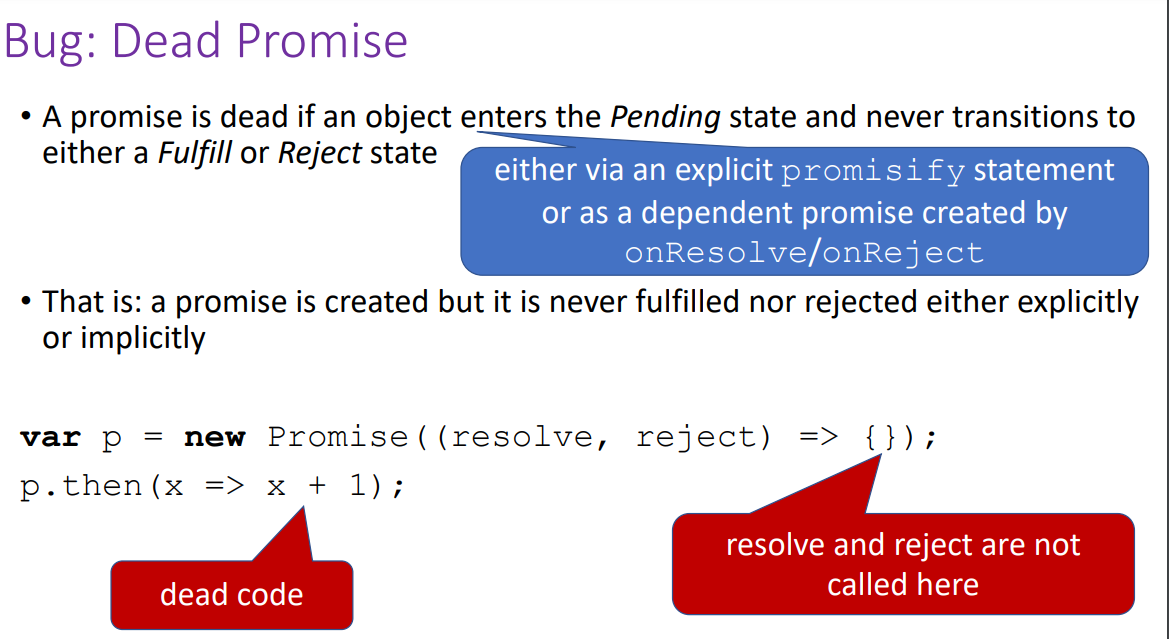 Bug: Dead Promise
• A promise is dead if an object enters the Pending state and never transitions to
either a Fulfill or Reject state
either via an explicit promisify statement
or as a dependent promise created by
onResolve/onReject
• That is: a promise is created but it is never fulfilled nor rejected either explicitly
or implicitly
var p = new Promise((resolve, reject) => {});
p.then(x => x + 1);
resolve and reject are not
called here
dead code